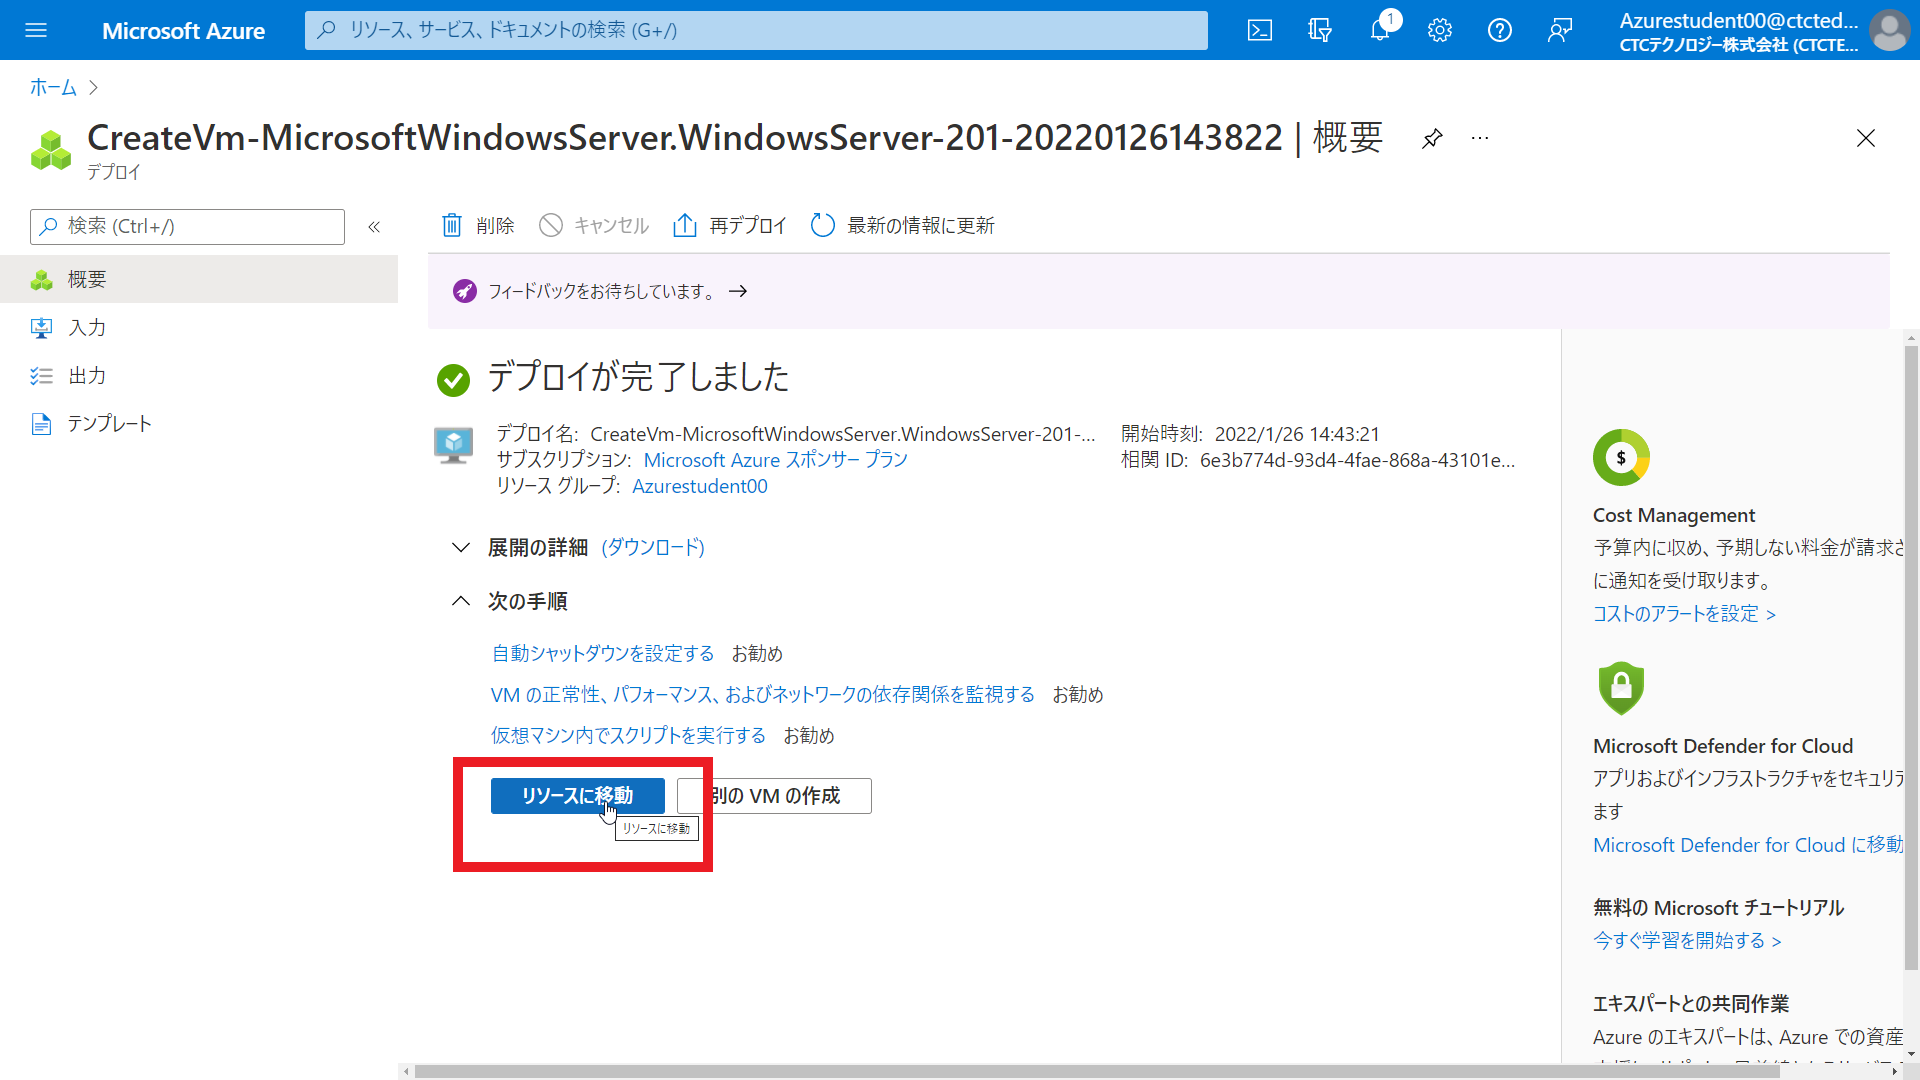 Microsoft Azure
リソース、サービス、ドキュメントの検索 (G+/)
1
Azurestudent00@ctcted...
CTCテクノロジー株式会社 (CTCTE...
ホーム
CreateVm-MicrosoftWindowsServer.WindowsServer-201-20220126143822 | 概要
デプロイ
検索 (Ctrl+/)
削除
キャンセル
再デプロイ
最新の情報に更新
概要
入力
出力
テンプレート
フィードバックをお待ちしています。 →
デプロイが完了しました
デプロイ名: CreateVm-MicrosoftWindowsServer.WindowsServer-201-...
サブスクリプション: Microsoft Azure スポンサー プラン
リソース グループ: Azurestudent00
開始時刻: 2022/1/26 14:43:21
相関 ID: 6e3b774d-93d4-4fae-868a-43101e...
展開の詳細 (ダウンロード)
次の手順
自動シャットダウンを設定する お勧め
VM の正常性、パフォーマンス、およびネットワークの依存関係を監視する お勧め
仮想マシン内でスクリプトを実行する お勧め
リソースに移動
別の VM の作成
リソースに移動
$
Cost Management
予算内に収め、予期しない料金が請求さ
に通知を受け取ります。
コストのアラートを設定 >
Microsoft Defender for Cloud
アプリおよびインフラストラクチャをセキュリテ
ます
Microsoft Defender for Cloud に移動
無料の Microsoft チュートリアル
今すぐ学習を開始する >
エキスパートとの共同作業
Azure のエキスパートは、Azure での資産